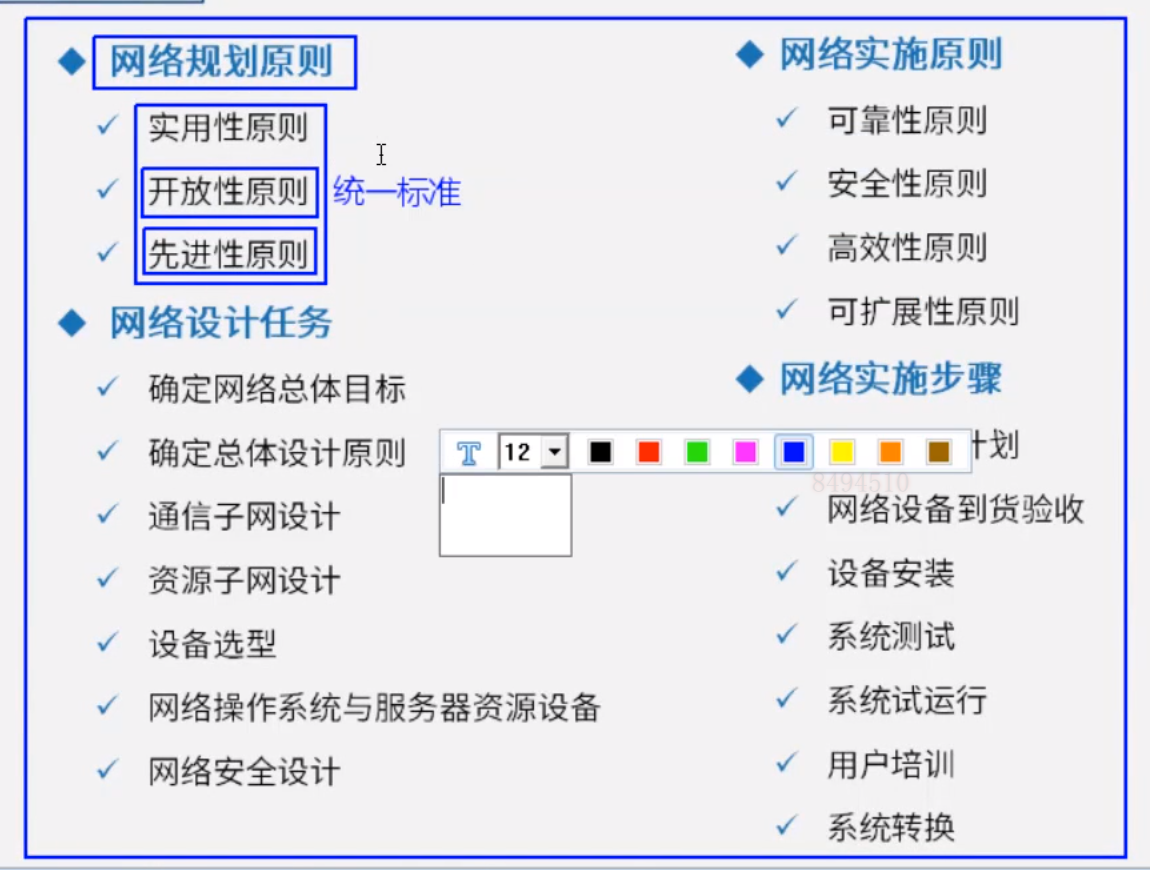 网络规划原则
实用性原则
开放性原则 统一标准
先进性原则
网络设计任务
确定网络总体目标
确定总体设计原则
通信子网设计
资源子网设计
设备选型
网络操作系统与服务器资源设备
网络安全设计
网络实施原则
可靠性原则
安全性原则
高效性原则
可扩展性原则
网络实施步骤
计划
T 12
8494510
网络设备到货验收
设备安装
系统测试
系统试运行
用户培训
系统转换